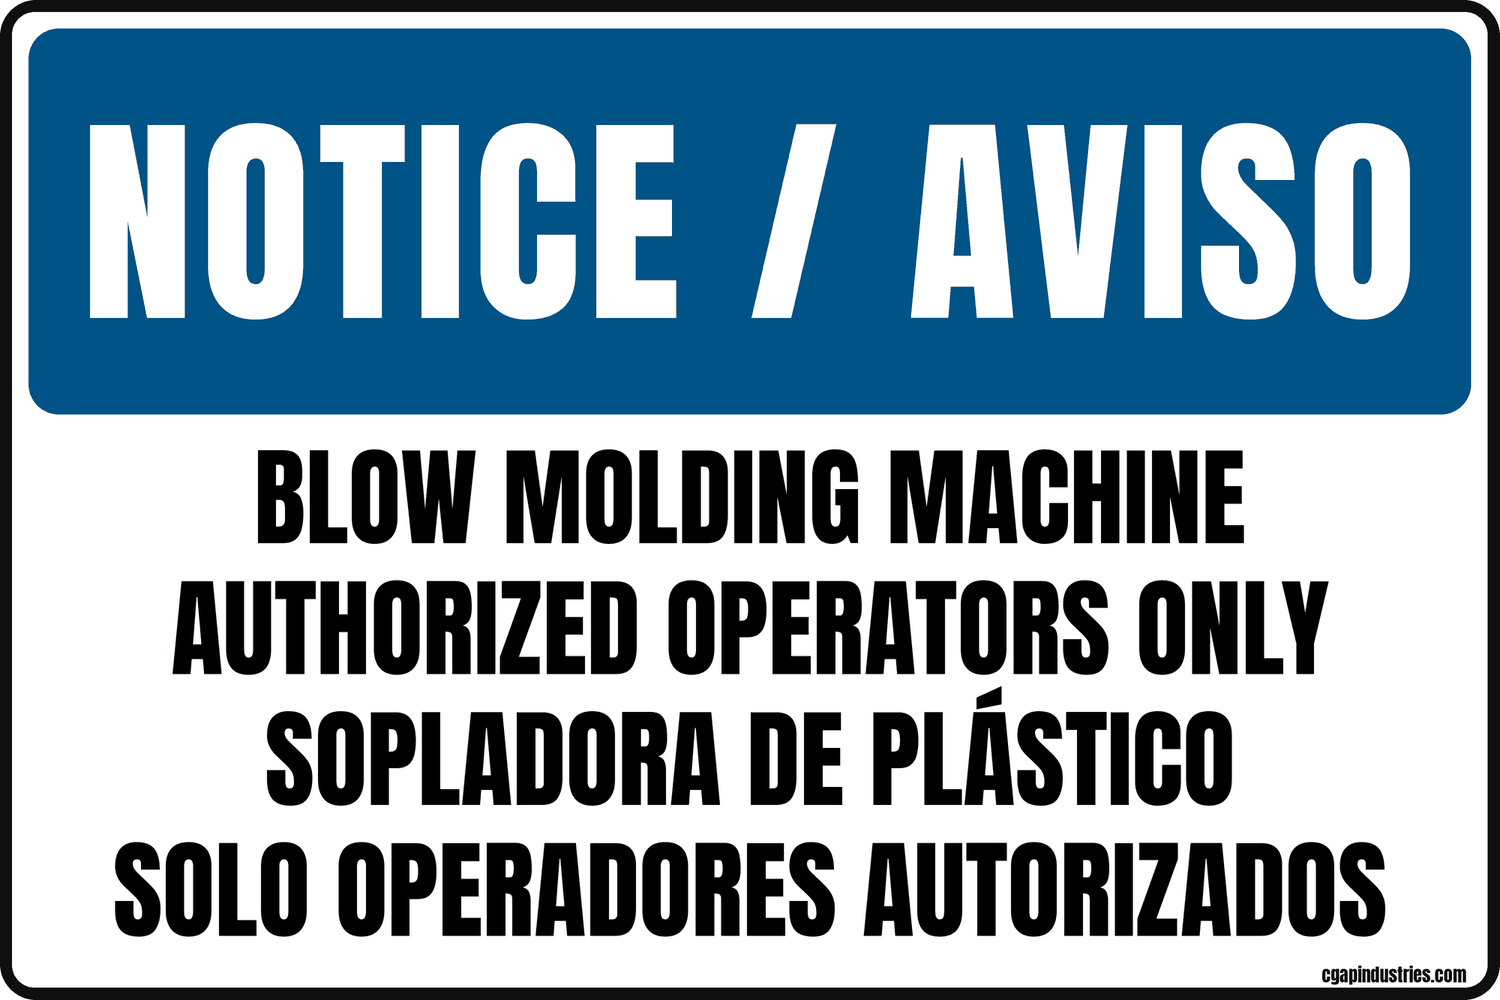 NOTICE / AVISO
BLOW MOLDING MACHINE
AUTHORIZED OPERATORS ONLY
SOPLADORA DE PLÁSTICO
SOLO OPERADORES AUTORIZADOS
cgapindustries.com